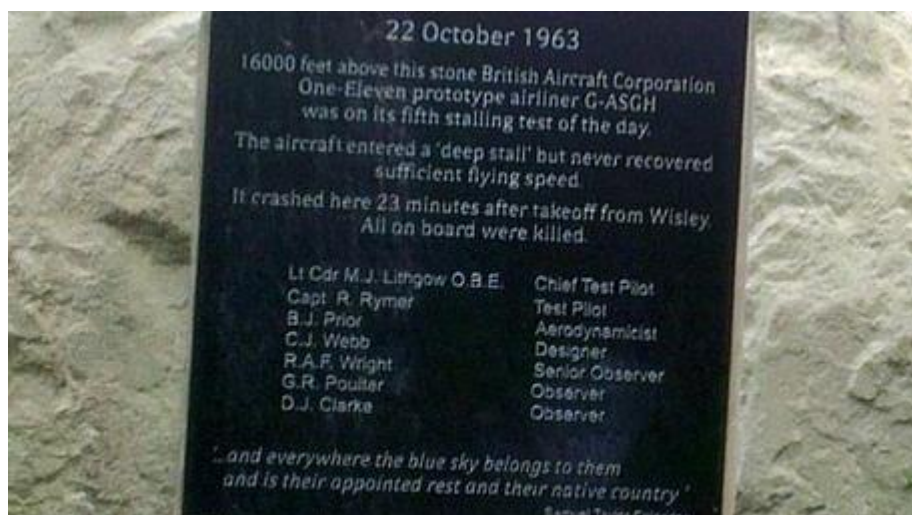 22 October 1963
16000 feet above this stone British Aircraft Corporation
One-Eleven prototype airliner G-ASGH
was on its fifth stalling test of the day.
The aircraft entered a 'deep stall' but never recovered
sufficient flying speed.
It crashed here 23 minutes after takeoff from Wisley.
All on board were killed.
Lt Cdr M.J. Lithgow O.B.E. Chief Test Pilot
Capt. R. Rymer Test Pilot
B.J. Prior Aerodynamicist
C.J. Webb Designer
R.A.F. Wright Senior Observer
G.R. Poulter Observer
D.J. Clarke Observer
'...and everywhere the blue sky belongs to them
and is their appointed rest and their native country'
Samuel Taylor